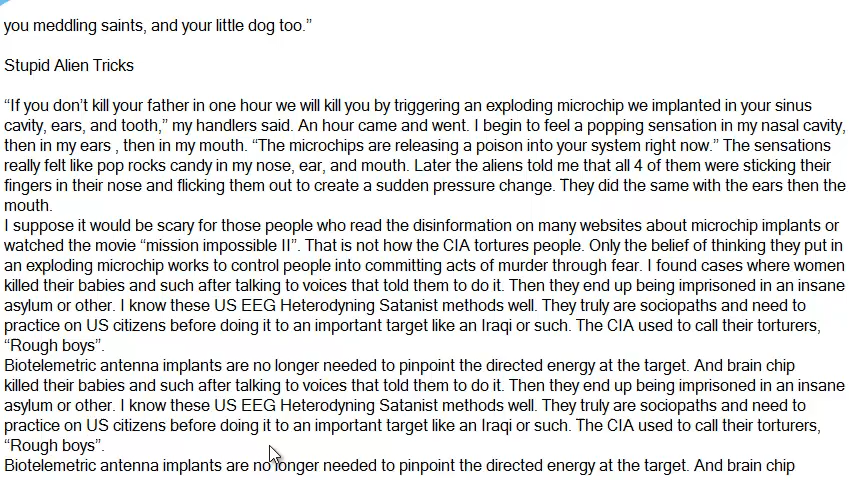 you meddling saints, and your little dog too.”
Stupid Alien Tricks
“If you don’t kill your father in one hour we will kill you by triggering an exploding microchip we implanted in your sinus
cavity, ears, and tooth,” my handlers said. An hour came and went. I begin to feel a popping sensation in my nasal cavity,
then in my ears , then in my mouth. “The microchips are releasing a poison into your system right now.” The sensations
really felt like pop rocks candy in my nose, ear, and mouth. Later the aliens told me that all 4 of them were sticking their
fingers in their nose and flicking them out to create a sudden pressure change. They did the same with the ears then the
mouth.
I suppose it would be scary for those people who read the disinformation on many websites about microchip implants or
watched the movie “mission impossible II”. That is not how the CIA tortures people. Only the belief of thinking they put in
an exploding microchip works to control people into committing acts of murder through fear. I found cases where women
killed their babies and such after talking to voices that told them to do it. Then they end up being imprisoned in an insane
asylum or other. I know these US EEG Heterodyning Satanist methods well. They truly are sociopaths and need to
practice on US citizens before doing it to an important target like an Iraqi or such. The CIA used to call their torturers,
“Rough boys”.
Biotelemetric antenna implants are no longer needed to pinpoint the directed energy at the target. And brain chip
killed their babies and such after talking to voices that told them to do it. Then they end up being imprisoned in an insane
asylum or other. I know these US EEG Heterodyning Satanist methods well. They truly are sociopaths and need to
practice on US citizens before doing it to an important target like an Iraqi or such. The CIA used to call their torturers,
“Rough boys”.
Biotelemetric antenna implants are no longer needed to pinpoint the directed energy at the target. And brain chip